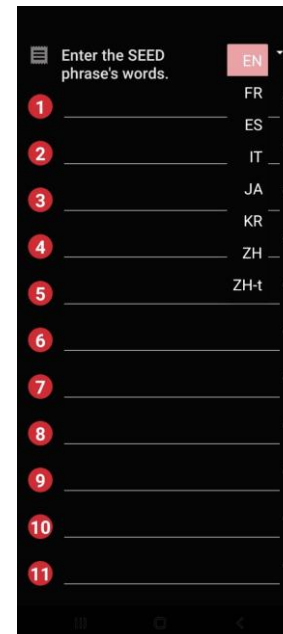 Enter the SEED
phrase's words.
EN
FR
1
ES
2
IT
JA
3
KR
4
ZH
ZH-t
5
6
7
8
9
10
11